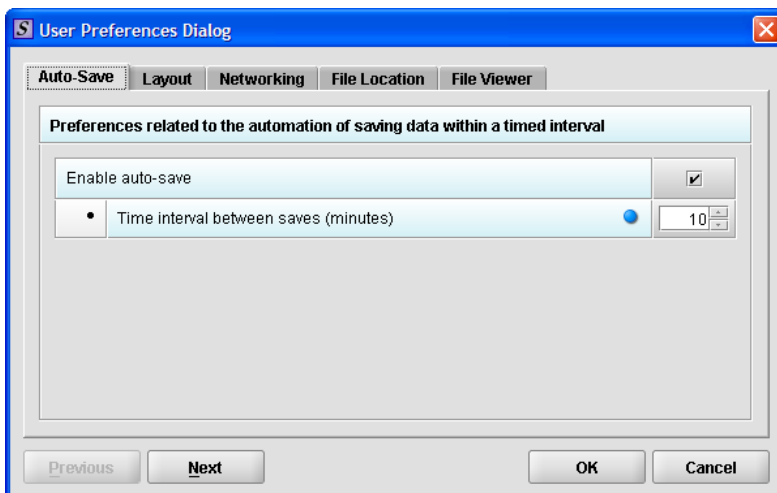 S User Preferences Dialog
Auto-Save Layout Networking File Location File Viewer
Preferences related to the automation of saving data within a timed interval
Enable auto-save
• Time interval between saves (minutes) 10
Previous Next OK Cancel